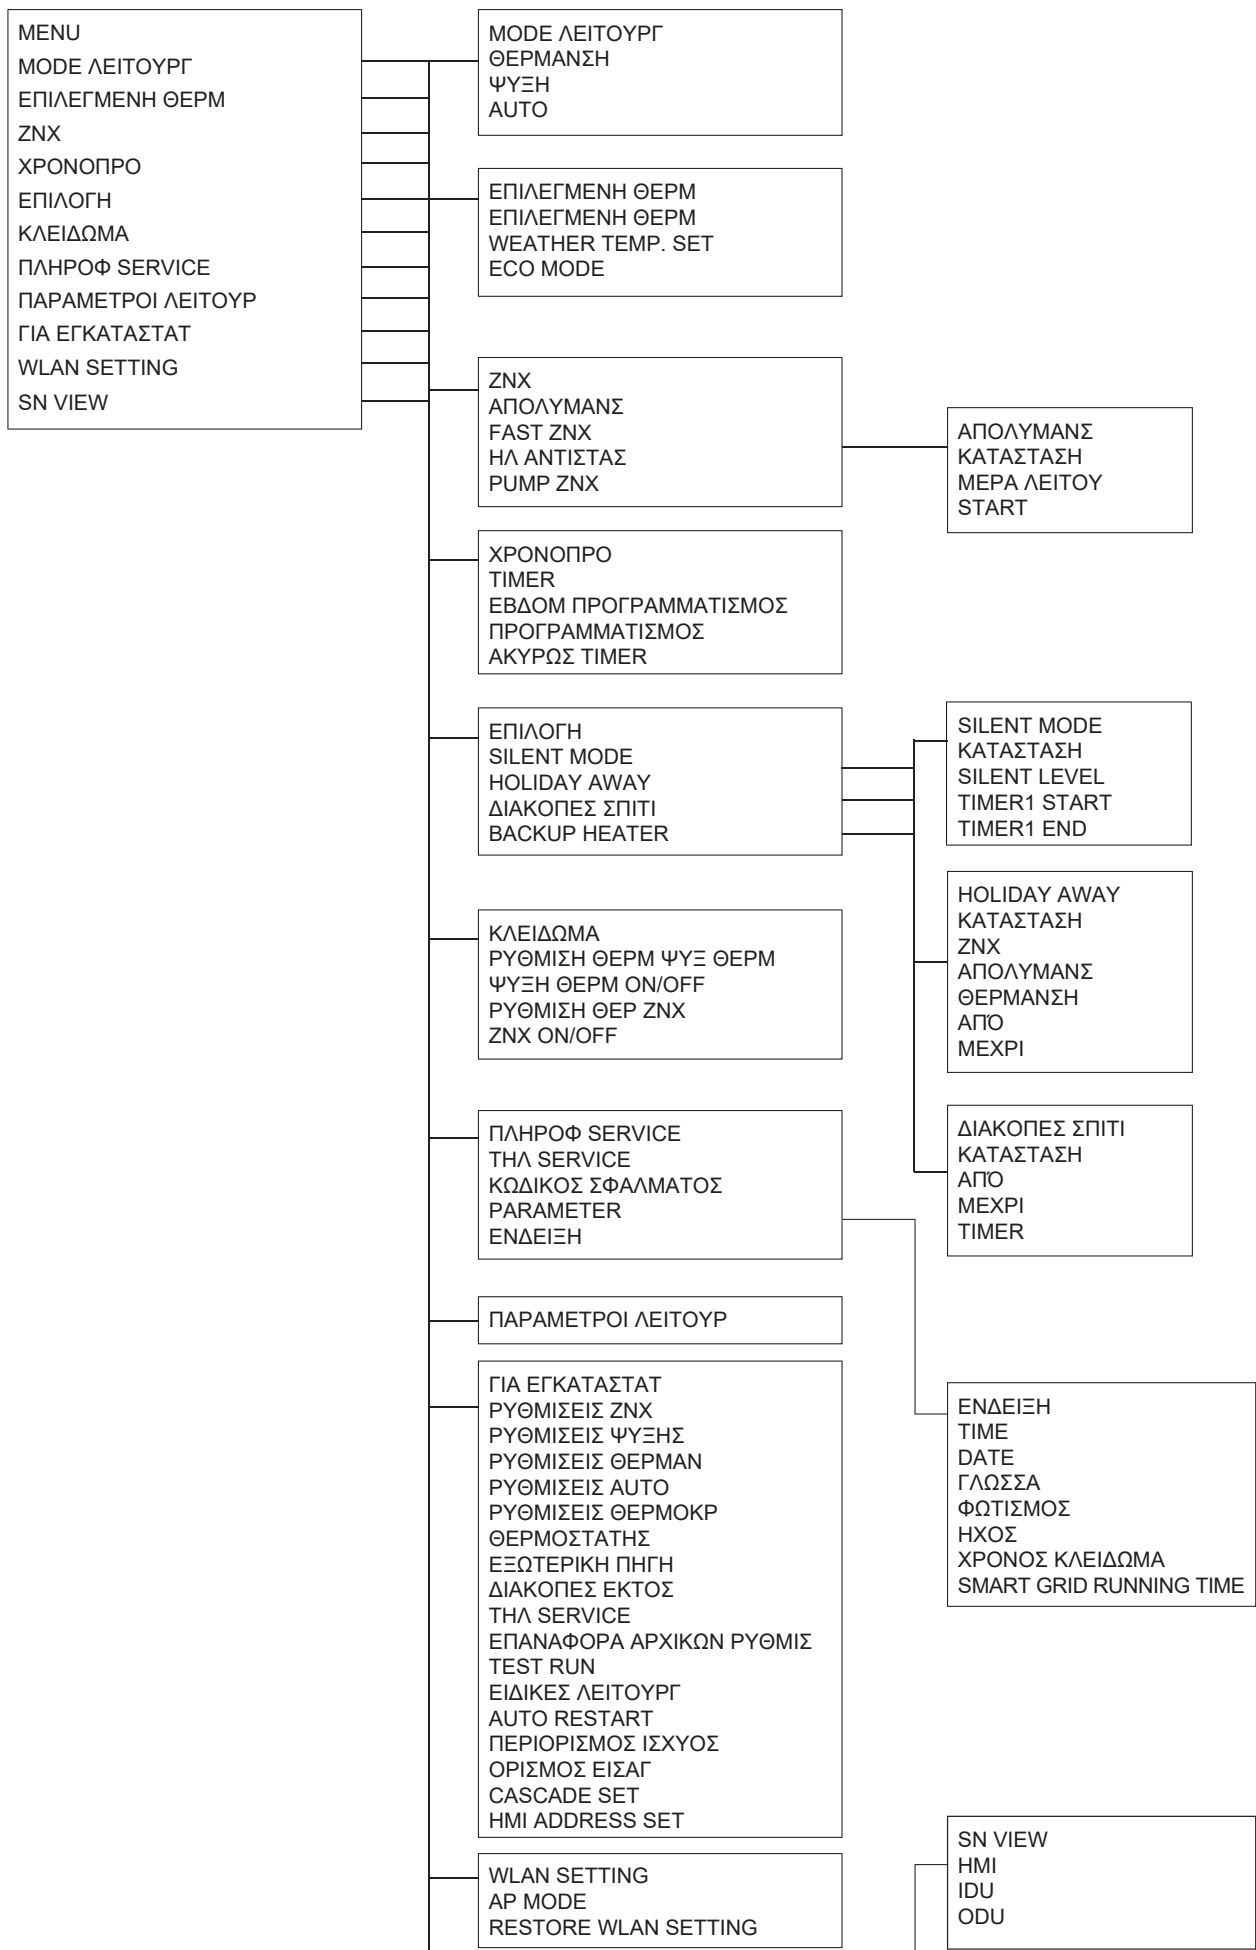 MENU
MODE ΛΕΙΤΟΥΡΓ
ΕΠΙΛΕΓΜΕΝΗ ΘΕΡΜ
ΖΝΧ
ΧΡΟΝΟΠΡΟ
ΕΠΙΛΟΓΗ
ΚΛΕΙΔΩΜΑ
ΠΛΗΡΟΦ SERVICE
ΠΑΡΑΜΕΤΡΟΙ ΛΕΙΤΟΥΡ
ΓΙΑ ΕΓΚΑΤΑΣΤΑΤ
WLAN SETTING
SN VIEW
MODE ΛΕΙΤΟΥΡΓ
ΘΕΡΜΑΝΣΗ
ΨΥΞΗ
AUTO
ΕΠΙΛΕΓΜΕΝΗ ΘΕΡΜ
ΕΠΙΛΕΓΜΕΝΗ ΘΕΡΜ
WEATHER TEMP. SET
ECO MODE
ΖΝΧ
ΑΠΟΛΥΜΑΝΣ
FAST ΖΝΧ
ΗΛ ΑΝΤΙΣΤΑΣ
PUMP ΖΝΧ
ΑΠΟΛΥΜΑΝΣ
ΚΑΤΑΣΤΑΣΗ
ΜΕΡΑ ΛΕΙΤΟΥ
START
ΧΡΟΝΟΠΡΟ
TIMER
ΕΒΔΟΜ ΠΡΟΓΡΑΜΜΑΤΙΣΜΟΣ
ΠΡΟΓΡΑΜΜΑΤΙΣΜΟΣ
ΑΚΥΡΩΣ TIMER
ΕΠΙΛΟΓΗ
SILENT MODE
HOLIDAY AWAY
ΔΙΑΚΟΠΕΣ ΣΠΙΤΙ
BACKUP HEATER
SILENT MODE
ΚΑΤΑΣΤΑΣΗ
SILENT LEVEL
TIMER1 START
TIMER1 END
HOLIDAY AWAY
ΚΑΤΑΣΤΑΣΗ
ΖΝΧ
ΑΠΟΛΥΜΑΝΣ
ΘΕΡΜΑΝΣΗ
ΑΠΌ
ΜΕΧΡΙ
ΔΙΑΚΟΠΕΣ ΣΠΙΤΙ
ΚΑΤΑΣΤΑΣΗ
ΑΠΌ
ΜΕΧΡΙ
TIMER
ΚΛΕΙΔΩΜΑ
ΡΥΘΜΙΣΗ ΘΕΡΜ ΨΥΞ ΘΕΡΜ
ΨΥΞΗ ΘΕΡΜ ON/OFF
ΡΥΘΜΙΣΗ ΘΕΡ ΖΝΧ
ΖΝΧ ON/OFF
ΠΛΗΡΟΦ SERVICE
ΤΗΛ SERVICE
ΚΩΔΙΚΟΣ ΣΦΑΛΜΑΤΟΣ
PARAMETER
ΕΝΔΕΙΞΗ
ΕΝΔΕΙΞΗ
TIME
DATE
ΓΛΩΣΣΑ
ΦΩΤΙΣΜΟΣ
ΗΧΟΣ
ΧΡΟΝΟΣ ΚΛΕΙΔΩΜΑ
SMART GRID RUNNING TIME
ΠΑΡΑΜΕΤΡΟΙ ΛΕΙΤΟΥΡ
ΓΙΑ ΕΓΚΑΤΑΣΤΑΤ
ΡΥΘΜΙΣΕΙΣ ΖΝΧ
ΡΥΘΜΙΣΕΙΣ ΨΥΞΗΣ
ΡΥΘΜΙΣΕΙΣ ΘΕΡΜΑΝ
ΡΥΘΜΙΣΕΙΣ AUTO
ΡΥΘΜΙΣΕΙΣ ΘΕΡΜΟΚΡ
ΘΕΡΜΟΣΤΑΤΗΣ
ΕΞΩΤΕΡΙΚΗ ΠΗΓΗ
ΔΙΑΚΟΠΕΣ ΕΚΤΟΣ
ΤΗΛ SERVICE
ΕΠΑΝΑΦΟΡΑ ΑΡΧΙΚΩΝ ΡΥΘΜΙΣ
TEST RUN
ΕΙΔΙΚΕΣ ΛΕΙΤΟΥΡΓ
AUTO RESTART
ΠΕΡΙΟΡΙΣΜΟΣ ΙΣΧΥΟΣ
ΟΡΙΣΜΟΣ ΕΙΣΑΓ
CASCADE SET
HMI ADDRESS SET
WLAN SETTING
AP MODE
RESTORE WLAN SETTING
SN VIEW
HMI
IDU
ODU